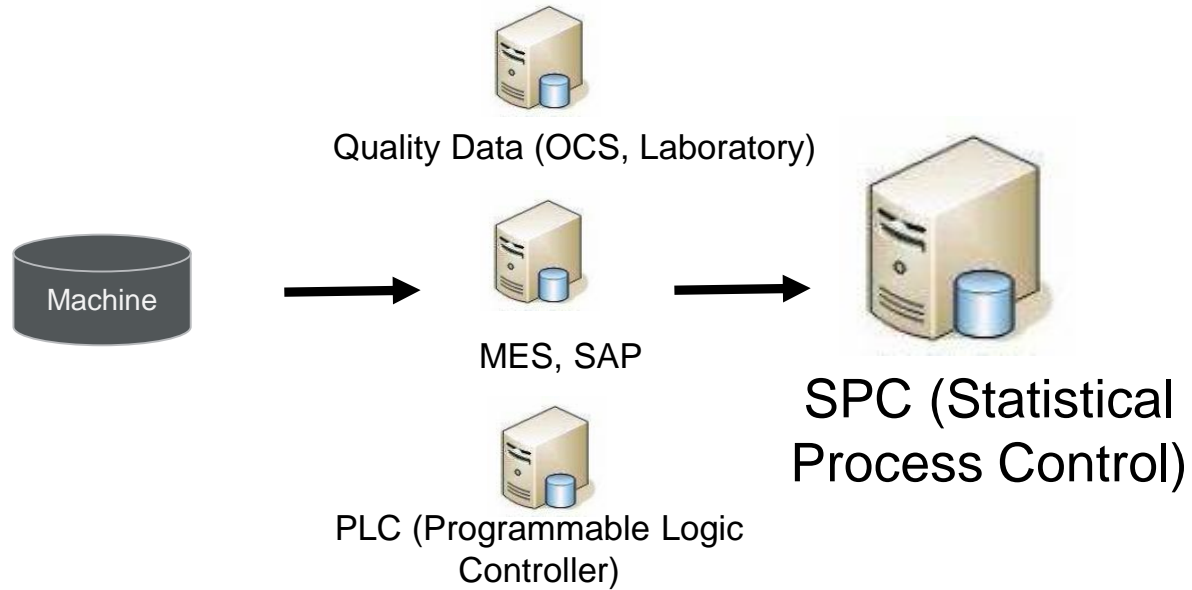 Quality Data (OCS, Laboratory)
Machine
MES, SAP
SPC (Statistical
Process Control)
PLC (Programmable Logic
Controller)